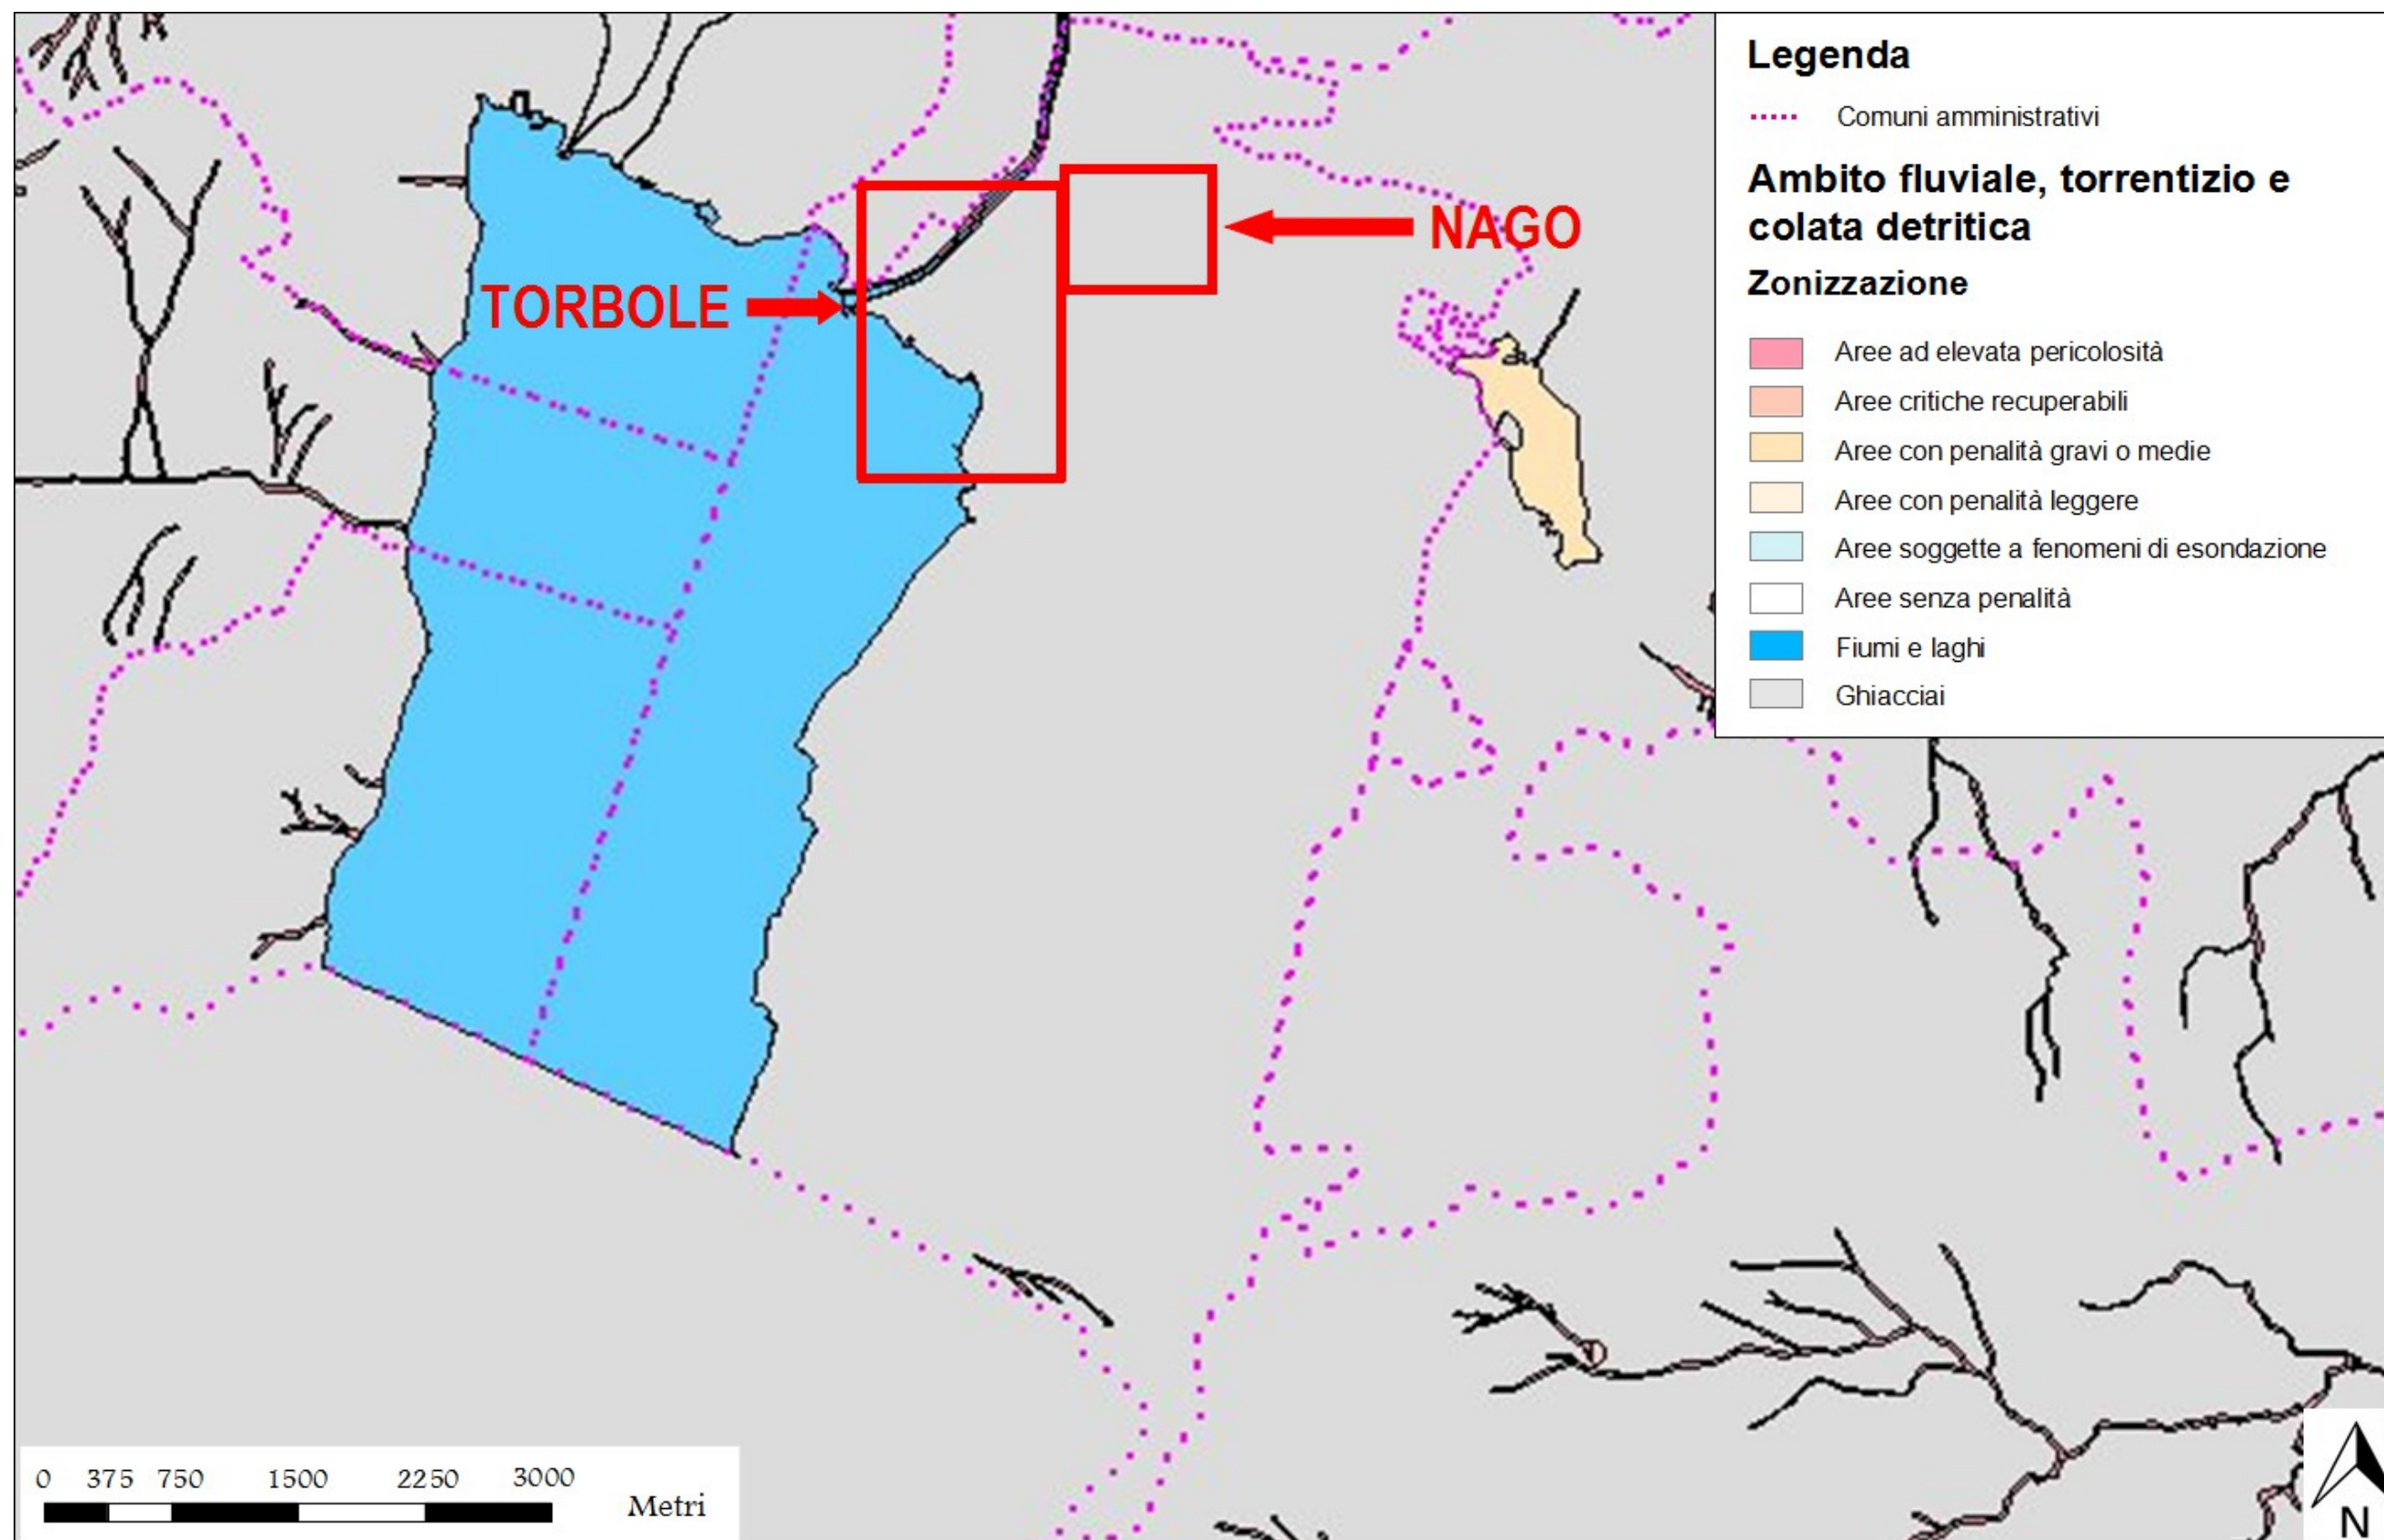 Legenda
Comuni amministrativi
Ambito fluviale, torrentizio e
colata detritica
Zonizzazione
Aree ad elevata pericolosità
Aree critiche recuperabili
Aree con penalità gravi o medie
Aree con penalità leggere
Aree soggette a fenomeni di esondazione
Aree senza penalità
Fiumi e laghi
Ghiacciai
NAGO
TORBOLE
0 375 750 1500 2250 3000
Metri
N